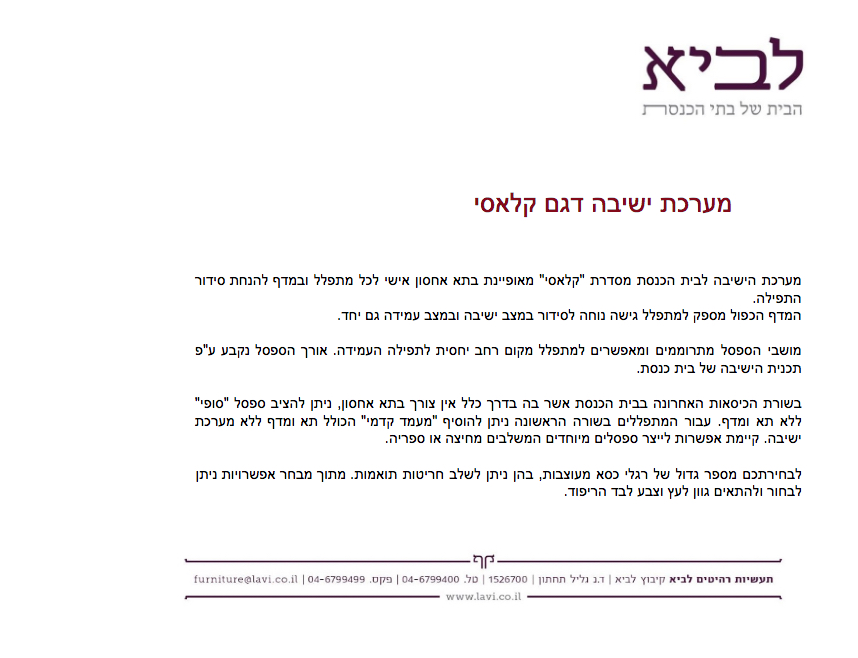 לביא
הבית של בתי הכנסת
מערכת ישיבה דגם קלאסי
מערכת הישיבה לבית הכנסת מסדרת "קלאסי" מאופיינת בתא אחסון אישי לכל מתפלל ובמדף להנחת סידור
התפילה.
המדף הכפול מספק למתפלל גישה נוחה לסידור במצב ישיבה ובמצב עמידה גם יחד.
מושבי הספסל מתרוממים ומאפשרים למתפלל מקום רחב יחסית לתפילה העמידה. אורך הספסל נקבע ע"פ
תכנית הישיבה של בית כנסת.
בשורת הכיסאות האחרונה בבית הכנסת אשר בה בדרך כלל אין צורך בתא אחסון, ניתן להציב ספסל "סופי"
ללא תא ומדף. עבור המתפללים בשורה הראשונה ניתן להוסיף "מעמד קדמי" הכולל תא ומדף ללא מערכת
ישיבה. קיימת אפשרות לייצר ספסלים מיוחדים המשלבים מחיצה או ספריה.
לבחירתכם מספר גדול של רגלי כסא מעוצבות, בהן ניתן לשלב חריטות תואמות. מתוך מבחר אפשרויות ניתן
לבחור ולהתאים גוון לעץ וצבע לבד הריפוד.
תעשיות רהיטים לביא קיבוץ לביא | ד.נ גליל תחתון | 1526700 | טל. 04-6799400 | פקס. 04-6799499 | furniture@lavi.co.il
www.lavi.co.il